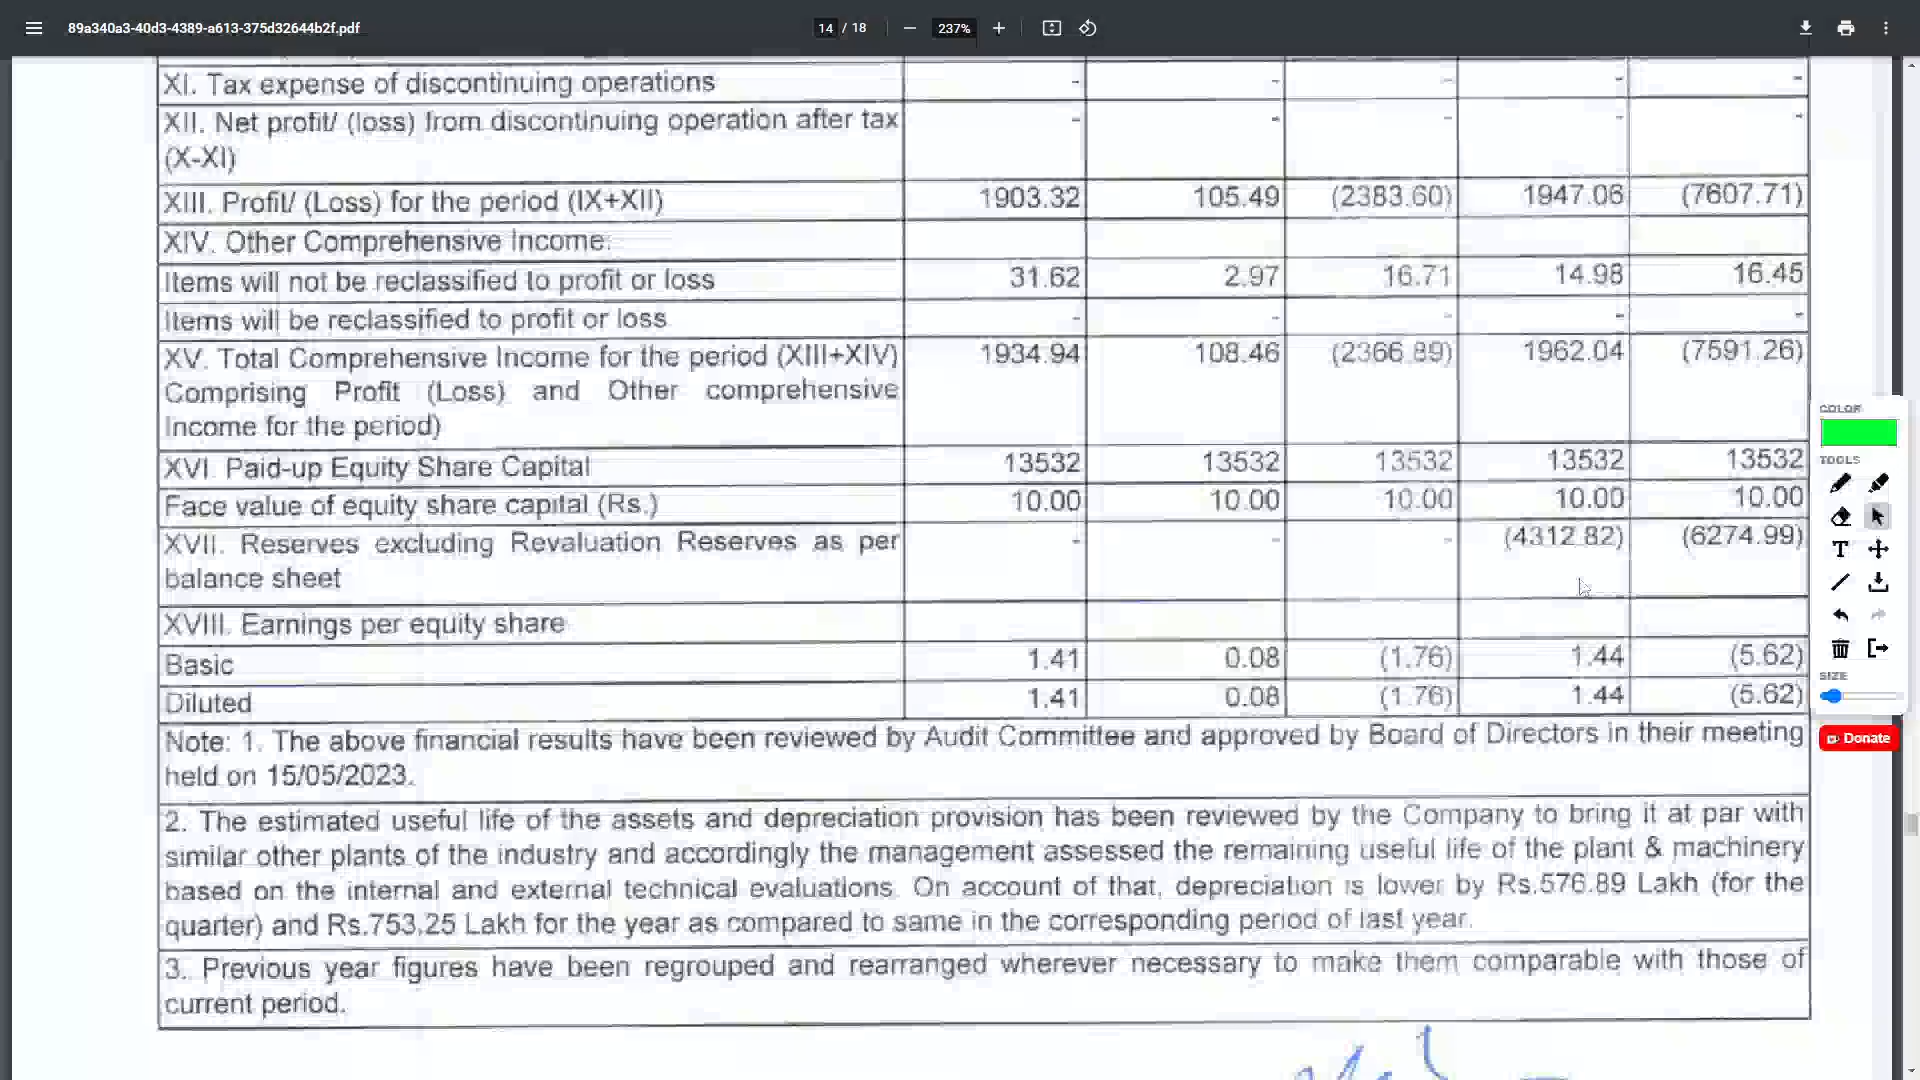 89a340a3-40d3-4389-a613-375d32644b2f.pdf 14 / 18 237%
XI. Tax expense of discontinuing operations - - - - -
XII. Net profit/ (loss) from discontinuing operation after tax - - - - -
(X-XI)
XIII. Profit/ (Loss) for the period (IX+XII) 1903.32 105.49 (2383.60) 1947.06 (7607.71)
XIV. Other Comprehensive Income.
Items will not be reclassified to profit or loss 31.62 2.97 16.71 14.98 16.45
Items will be reclassified to profit or loss - - - - -
XV. Total Comprehensive Income for the period (XIII+XIV) 1934.94 108.46 (2366.89) 1962.04 (7591.26)
Comprising Profit (Loss) and Other comprehensive
Income for the period)
XVI. Paid-up Equity Share Capital 13532 13532 13532 13532 13532
Face value of equity share capital (Rs.) 10.00 10.00 10.00 10.00 10.00
XVII. Reserves excluding Revaluation Reserves as per - - - (4312.82) (6274.99)
balance sheet
XVIII. Earnings per equity share
Basic 1.41 0.08 (1.76) 1.44 (5.62)
Diluted 1.41 0.08 (1.76) 1.44 (5.62)
Note: 1. The above financial results have been reviewed by Audit Committee and approved by Board of Directors in their meeting
held on 15/05/2023.
2. The estimated useful life of the assets and depreciation provision has been reviewed by the Company to bring it at par with
similar other plants of the industry and accordingly the management assessed the remaining useful life of the plant & machinery
based on the internal and external technical evaluations. On account of that, depreciation is lower by Rs.576.89 Lakh (for the
quarter) and Rs.753.25 Lakh for the year as compared to same in the corresponding period of last year.
3. Previous year figures have been regrouped and rearranged wherever necessary to make them comparable with those of
current period.
COLOR
TOOLS
SIZE
Donate